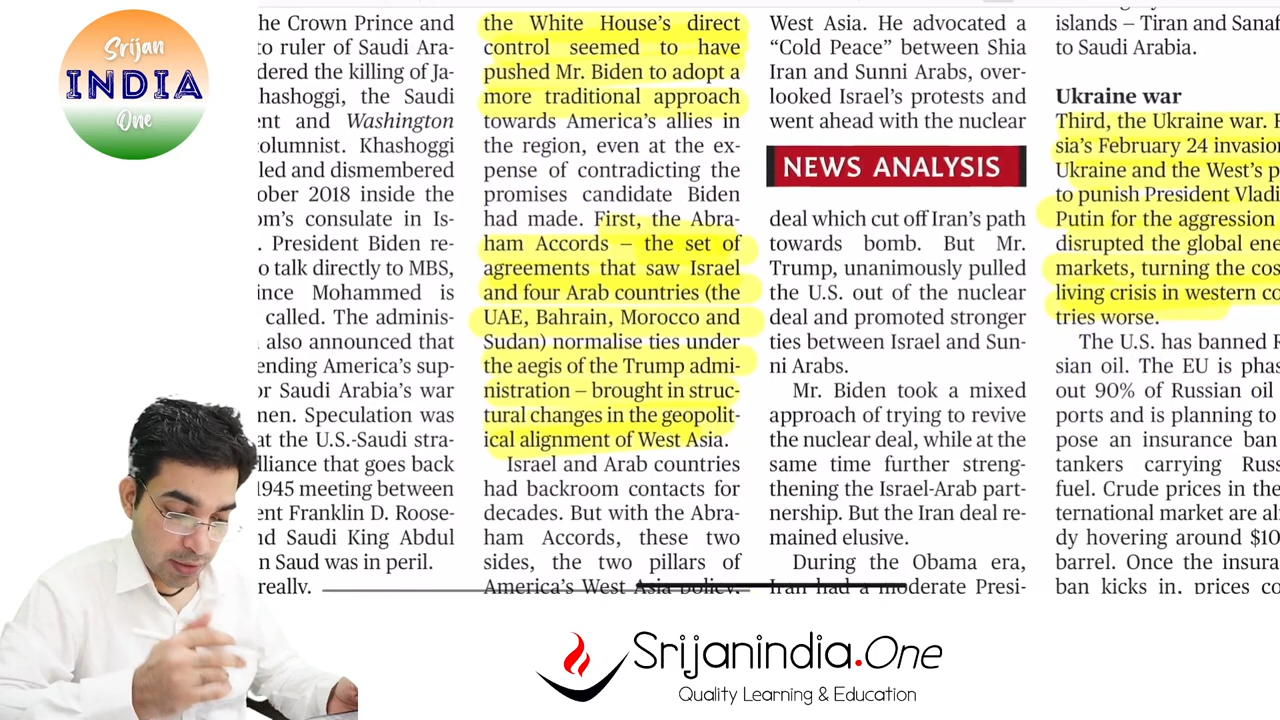 Srijan
INDIA
One
the Crown Prince and
to ruler of Saudi Ara-
dered the killing of Ja-
hashoggi, the Saudi
ent and Washington
olumnist. Khashoggi
led and dismembered
ober 2018 inside the
om's consulate in Is-
. President Biden re-
o talk directly to MBS,
ince Mohammed is
called. The adminis-
also announced that
ending America's sup-
or Saudi Arabia's war
men. Speculation was
at the U.S.-Saudi stra-
lliance that goes back
1945 meeting between
ent Franklin D. Roose-
nd Saudi King Abdul
n Saud was in peril.
really.
the White House's direct
control seemed to have
pushed Mr. Biden to adopt a
more traditional approach
towards America's allies in
the region, even at the ex-
pense of contradicting the
promises candidate Biden
had made. First, the Abra-
ham Accords – the set of
agreements that saw Israel
and four Arab countries (the
UAE, Bahrain, Morocco and
Sudan) normalise ties under
the aegis of the Trump admi-
nistration – brought in struc-
tural changes in the geopolit-
ical alignment of West Asia.
Israel and Arab countries
had backroom contacts for
decades. But with the Abra-
ham Accords, these two
sides, the two pillars of
America's West Asia policy,
West Asia. He advocated a
“Cold Peace” between Shia
Iran and Sunni Arabs, over-
looked Israel's protests and
went ahead with the nuclear
NEWS ANALYSIS
deal which cut off Iran's path
towards bomb. But Mr.
Trump, unanimously pulled
the U.S. out of the nuclear
deal and promoted stronger
ties between Israel and Sun-
ni Arabs.
Mr. Biden took a mixed
approach of trying to revive
the nuclear deal, while at the
same time further streng-
thening the Israel-Arab part-
nership. But the Iran deal re-
mained elusive.
During the Obama era,
Iran had a moderate Presi-
islands – Tiran and Sanaf
to Saudi Arabia.
Ukraine war
Third, the Ukraine war.
sia's February 24 invasion
Ukraine and the West's p
to punish President Vladi
Putin for the aggression
disrupted the global ene
markets, turning the cos
living crisis in western co
tries worse.
The U.S. has banned R
sian oil. The EU is phas
out 90% of Russian oil
ports and is planning to
pose an insurance ban
tankers carrying Russ
fuel. Crude prices in the
ternational market are al
dy hovering around $10
barrel. Once the insura
ban kicks in, prices co
Srijanindia.One
Quality Learning & Education